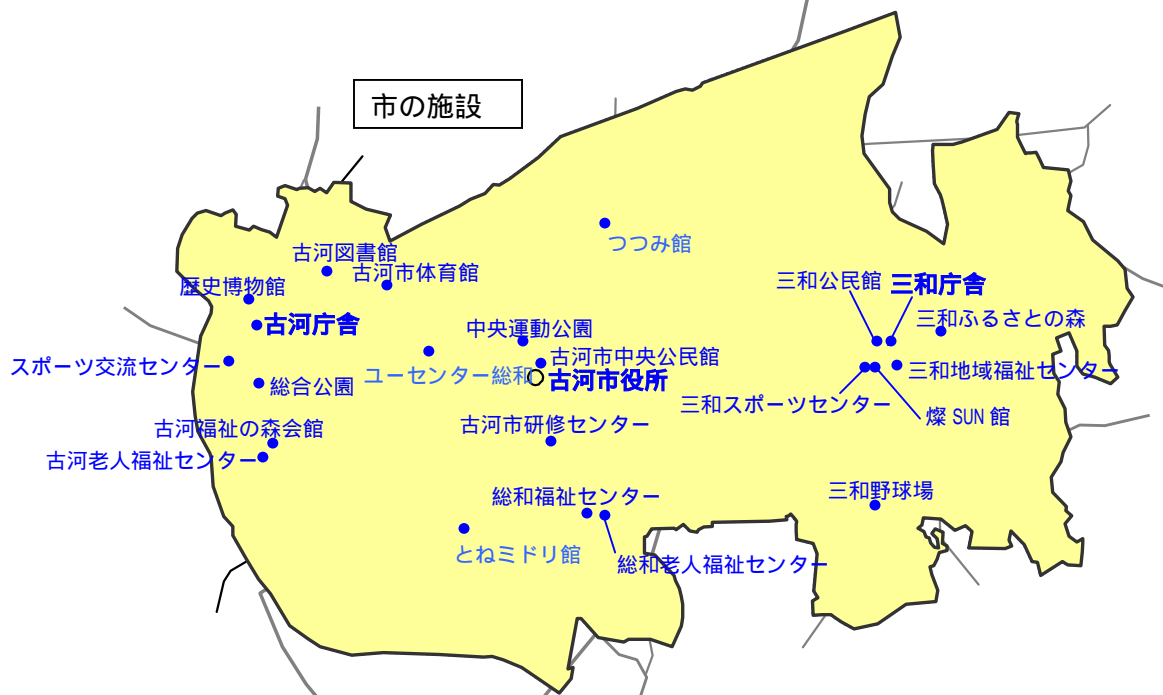 市の施設
つつみ館
古河図書館
古河市体育館
歴史博物館
三和公民館
三和庁舎
古河庁舎
中央運動公園
三和ふるさとの森
スポーツ交流センター
総合公園
ユーセンター総和
古河市中央公民館
古河市役所
三和地域福祉センター
三和スポーツセンター
燦 SUN 館
古河福祉の森会館
古河市研修センター
古河老人福祉センター
総和福祉センター
三和野球場
とねミドリ館
総和老人福祉センター